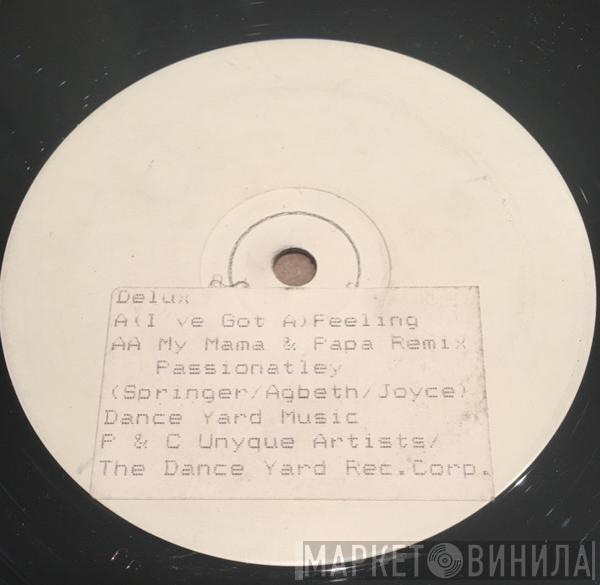 Delux
A(I've Got A)Feeling
AA My Mama & Papa Remix
Passionatley
(Springer/Agbeth/Joyce)
Dance Yard Music
P & C Unyque Artists/
The Dance Yard Rec.Corp.
МАРКЕТ ВИНИЛА